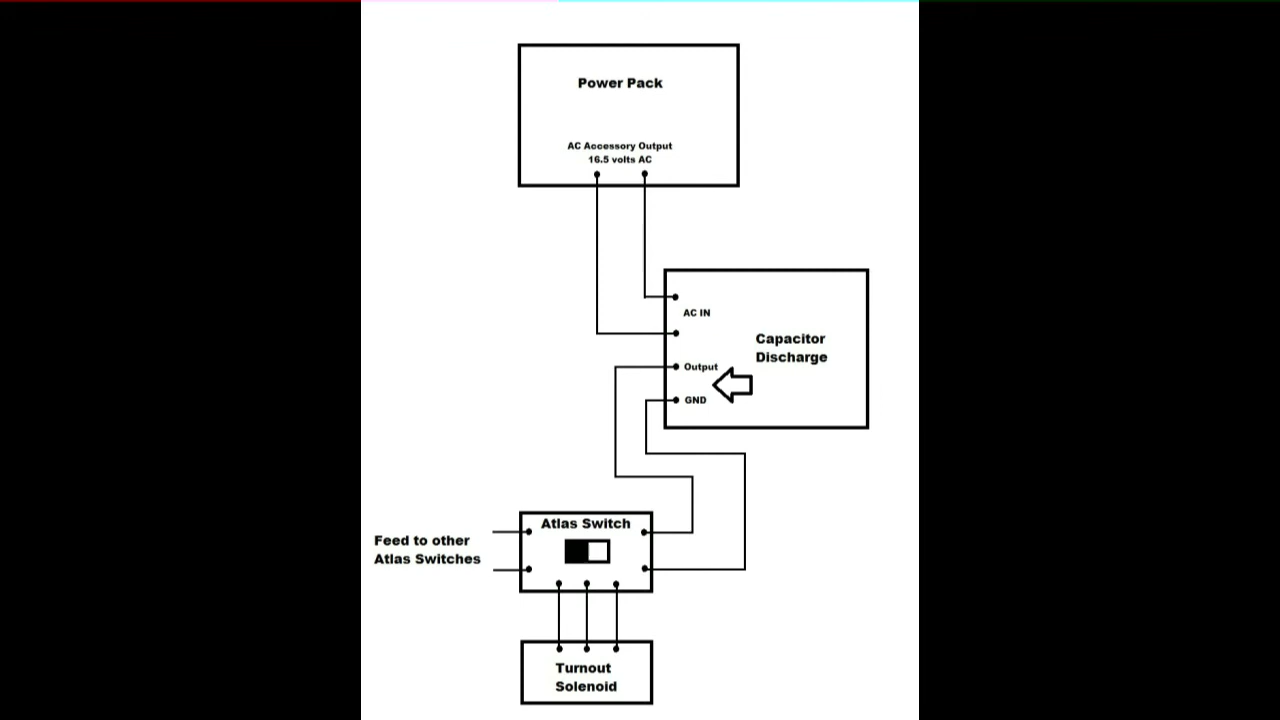 Power Pack
AC Accessory Output
16.5 volts AC
AC IN
Capacitor
Discharge
Output
GND
Atlas Switch
Feed to other
Atlas Switches
Turnout
Solenoid